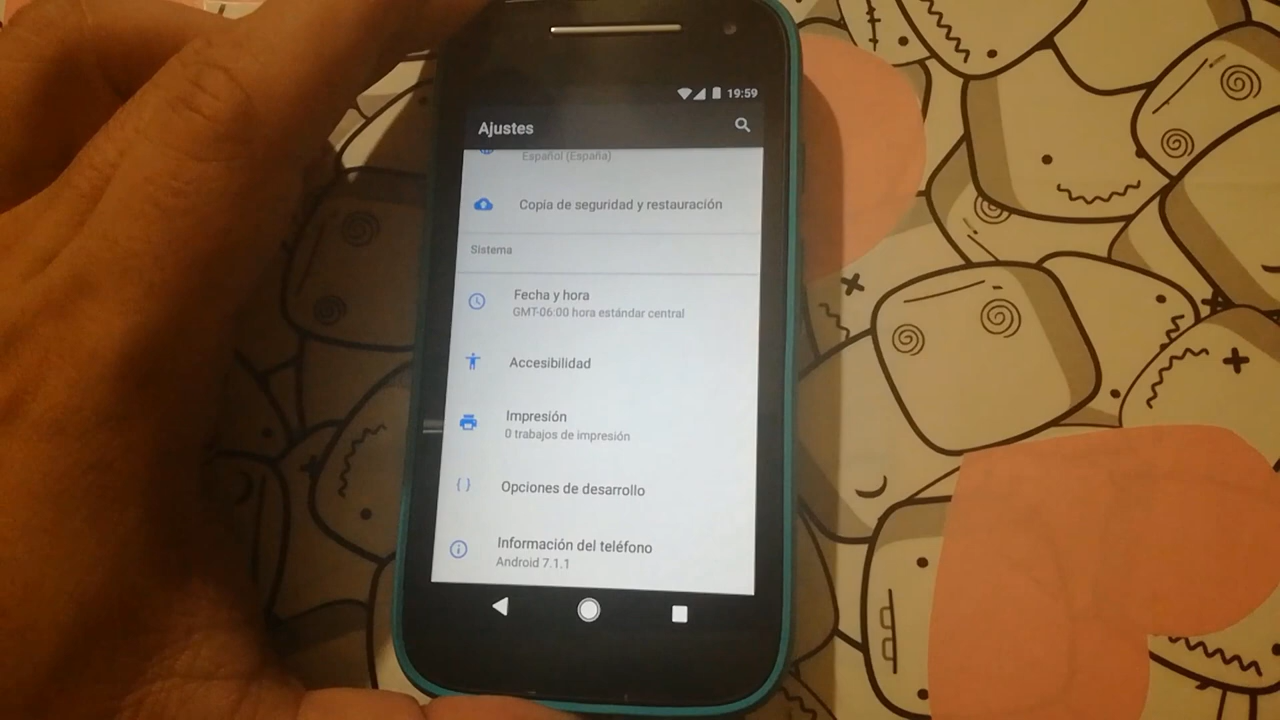 19:59
Ajustes
Español (España)
Copia de seguridad y restauración
Sistema
Fecha y hora
GMT-06:00 hora estándar central
Accesibilidad
Impresión
0 trabajos de impresión
Opciones de desarrollo
Información del teléfono
Android 7.1.1